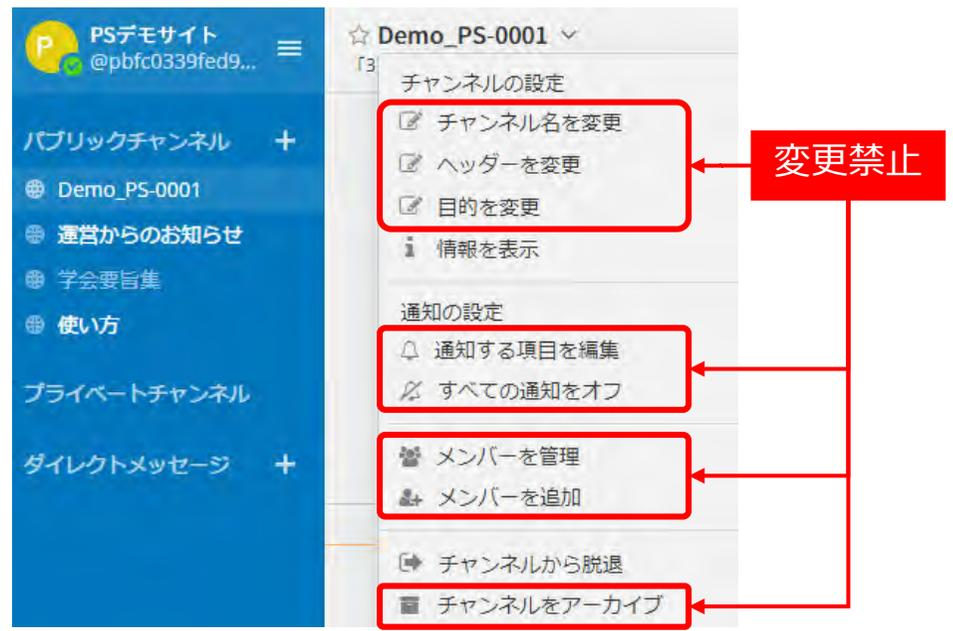 P
PSデモサイト
@pbfc0339fed9...
パブリックチャンネル +
Demo_PS-0001
運営からのお知らせ
学会要旨集
使い方
プライベートチャンネル
ダイレクトメッセージ +
Demo_PS-0001
「3
チャンネルの設定
チャンネル名を変更
ヘッダーを変更
目的を変更
情報を表示
通知の設定
通知する項目を編集
すべての通知をオフ
メンバーを管理
メンバーを追加
チャンネルから脱退
チャンネルをアーカイブ
変更禁止